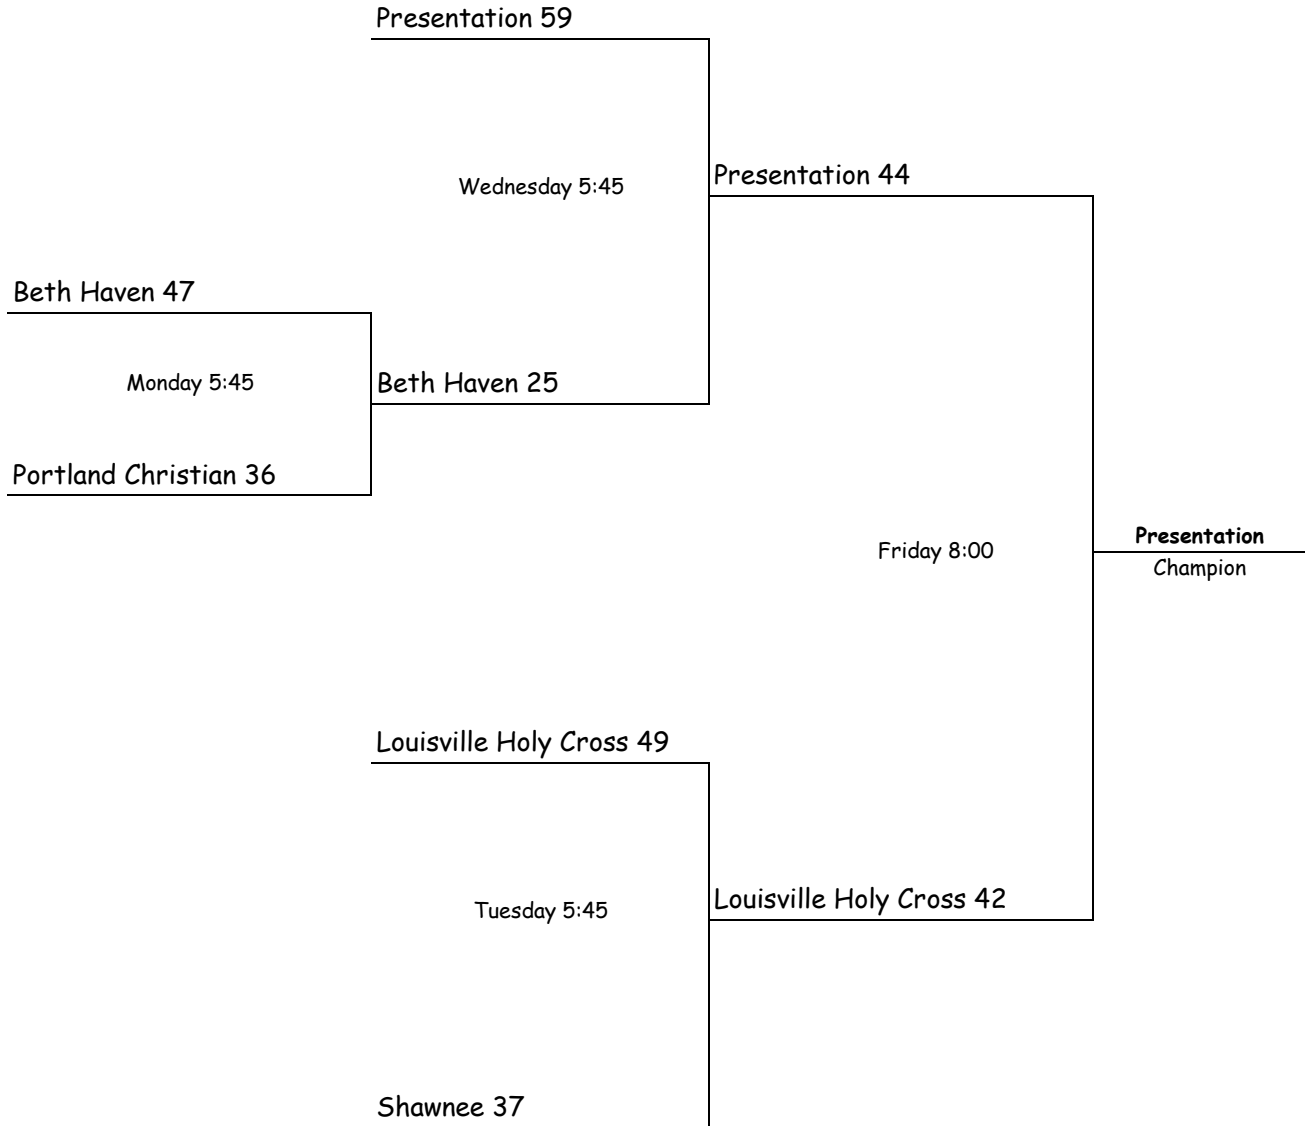 Presentation 59
Wednesday 5:45
Presentation 44
Beth Haven 47
Monday 5:45
Beth Haven 25
Portland Christian 36
Friday 8:00
Presentation
Champion
Louisville Holy Cross 49
Tuesday 5:45
Louisville Holy Cross 42
Shawnee 37